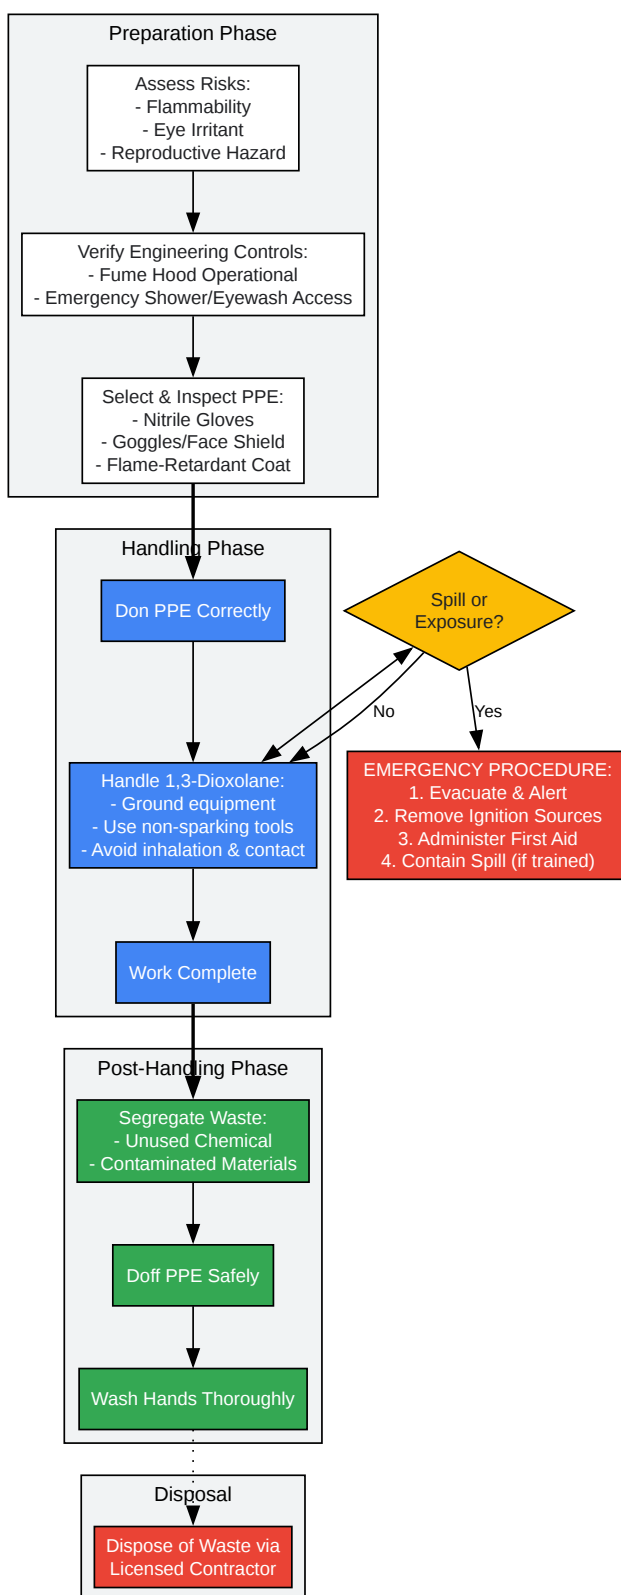 Preparation Phase
Assess Risks:
- Flammability
- Eye Irritant
- Reproductive Hazard
Verify Engineering Controls:
- Fume Hood Operational
- Emergency Shower/Eyewash Access
Select & Inspect PPE:
- Nitrile Gloves
- Goggles/Face Shield
- Flame-Retardant Coat
Handling Phase
Don PPE Correctly
Spill or
Exposure?
No
Yes
Handle 1,3-Dioxolane:
- Ground equipment
- Use non-sparking tools
- Avoid inhalation & contact
EMERGENCY PROCEDURE:
1. Evacuate & Alert
2. Remove Ignition Sources
3. Administer First Aid
4. Contain Spill (if trained)
Work Complete
Post-Handling Phase
Segregate Waste:
- Unused Chemical
- Contaminated Materials
Doff PPE Safely
Wash Hands Thoroughly
Disposal
Dispose of Waste via
Licensed Contractor